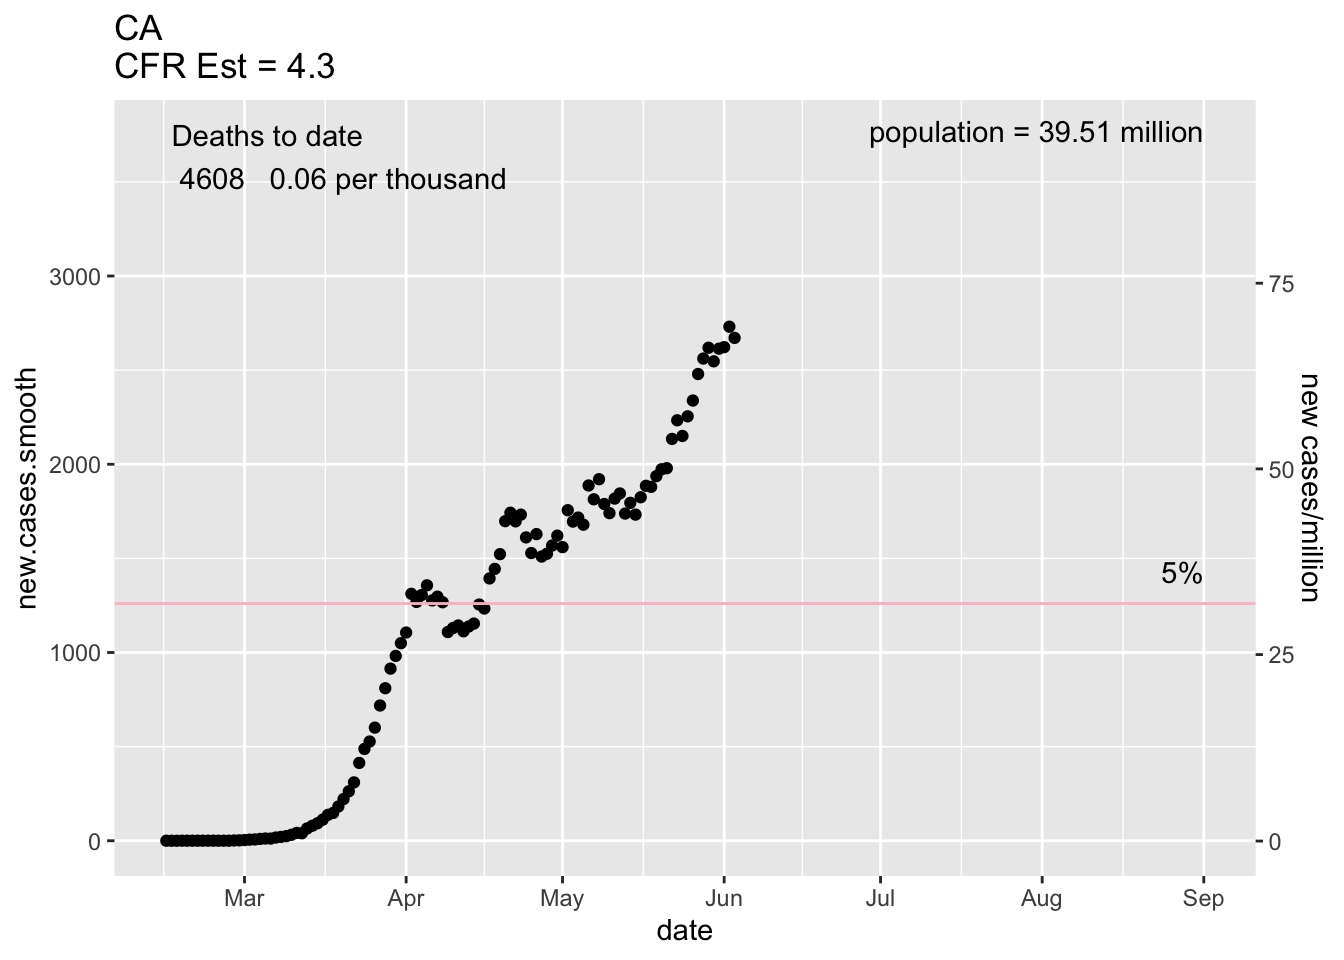 CA
CFR Est = 4.3
Deaths to date
4608 0.06 per thousand
population = 39.51 million
3000
2000
1000
0
new.cases.smooth
75
50
25
0
new cases/million
5%
Mar Apr May Jun Jul Aug Sep
date